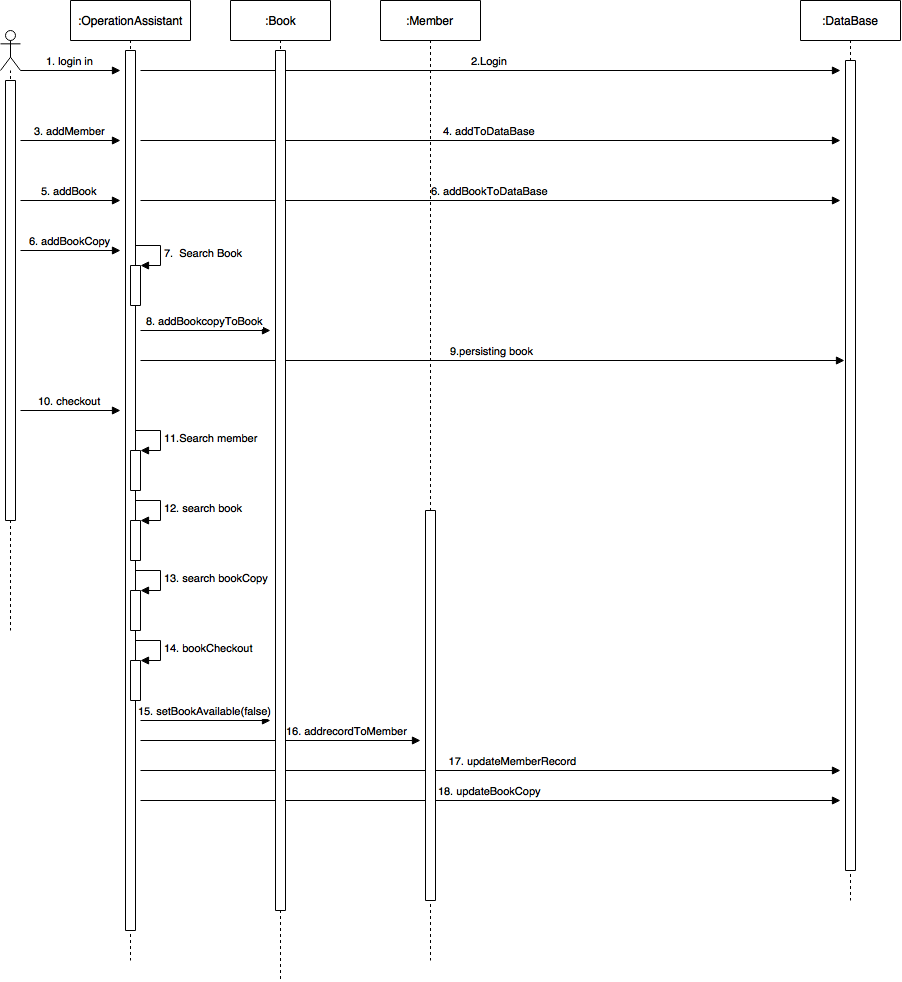 :OperationAssistant
:Book
:Member
:DataBase
1. login in
2.Login
3. addMember
4. addToDataBase
5. addBook
6. addBookToDataBase
6. addBookCopy
7.  Search Book
8. addBookcopyToBook
9.persisting book
10. checkout
11.Search member
12. search book
13. search bookCopy
14. bookCheckout
15. setBookAvailable(false)
16. addrecordToMember
17. updateMemberRecord
18. updateBookCopy